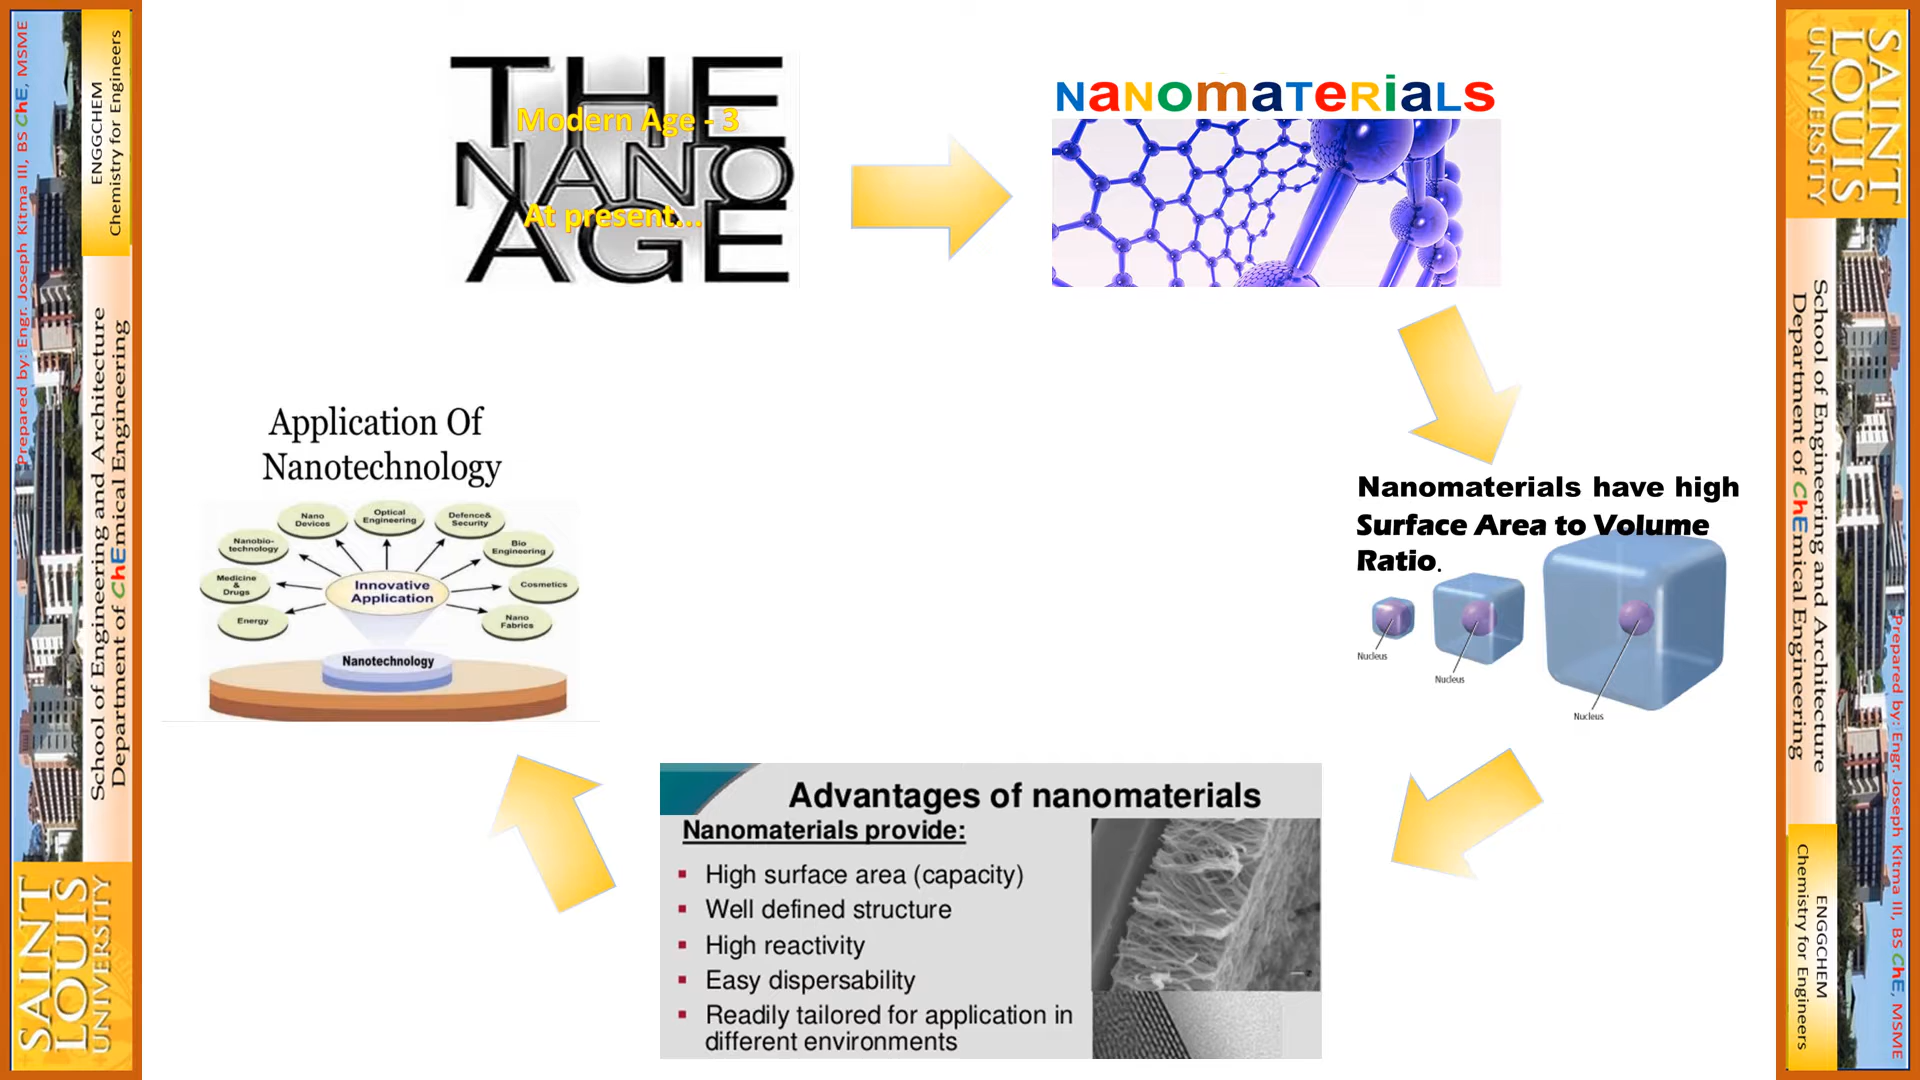 THE
NANO
AGE
Modern Age - 3
At present...
NaNomaTeRiaLs
Nanomaterials have high
Surface Area to Volume
Ratio.
Nucleus
Nucleus
Nucleus
Advantages of nanomaterials
Nanomaterials provide:
High surface area (capacity)
Well defined structure
High reactivity
Easy dispersability
Readily tailored for application in
different environments
Application Of
Nanotechnology
Nano
Devices
Optical
Engineering
Defence&
Security
Nanobio-
technology
Bio
Engineering
Medicine
&
Drugs
Innovative
Application
Cosmetics
Energy
Nano
Fabrics
Nanotechnology
Prepared by: Engr. Joseph Kitma III, BS ChE, MSME
ENGGCHEM
Chemistry for Engineers
School of Engineering and Architecture
Department of ChEmical Engineering
SAINT
LOUIS
UNIVERSITY
SAINT
LOUIS
UNIVERSITY
School of Engineering and Architecture
Department of ChEmical Engineering
ENGGCHEM
Chemistry for Engineers
Prepared by: Engr. Joseph Kitma III, BS ChE, MSME